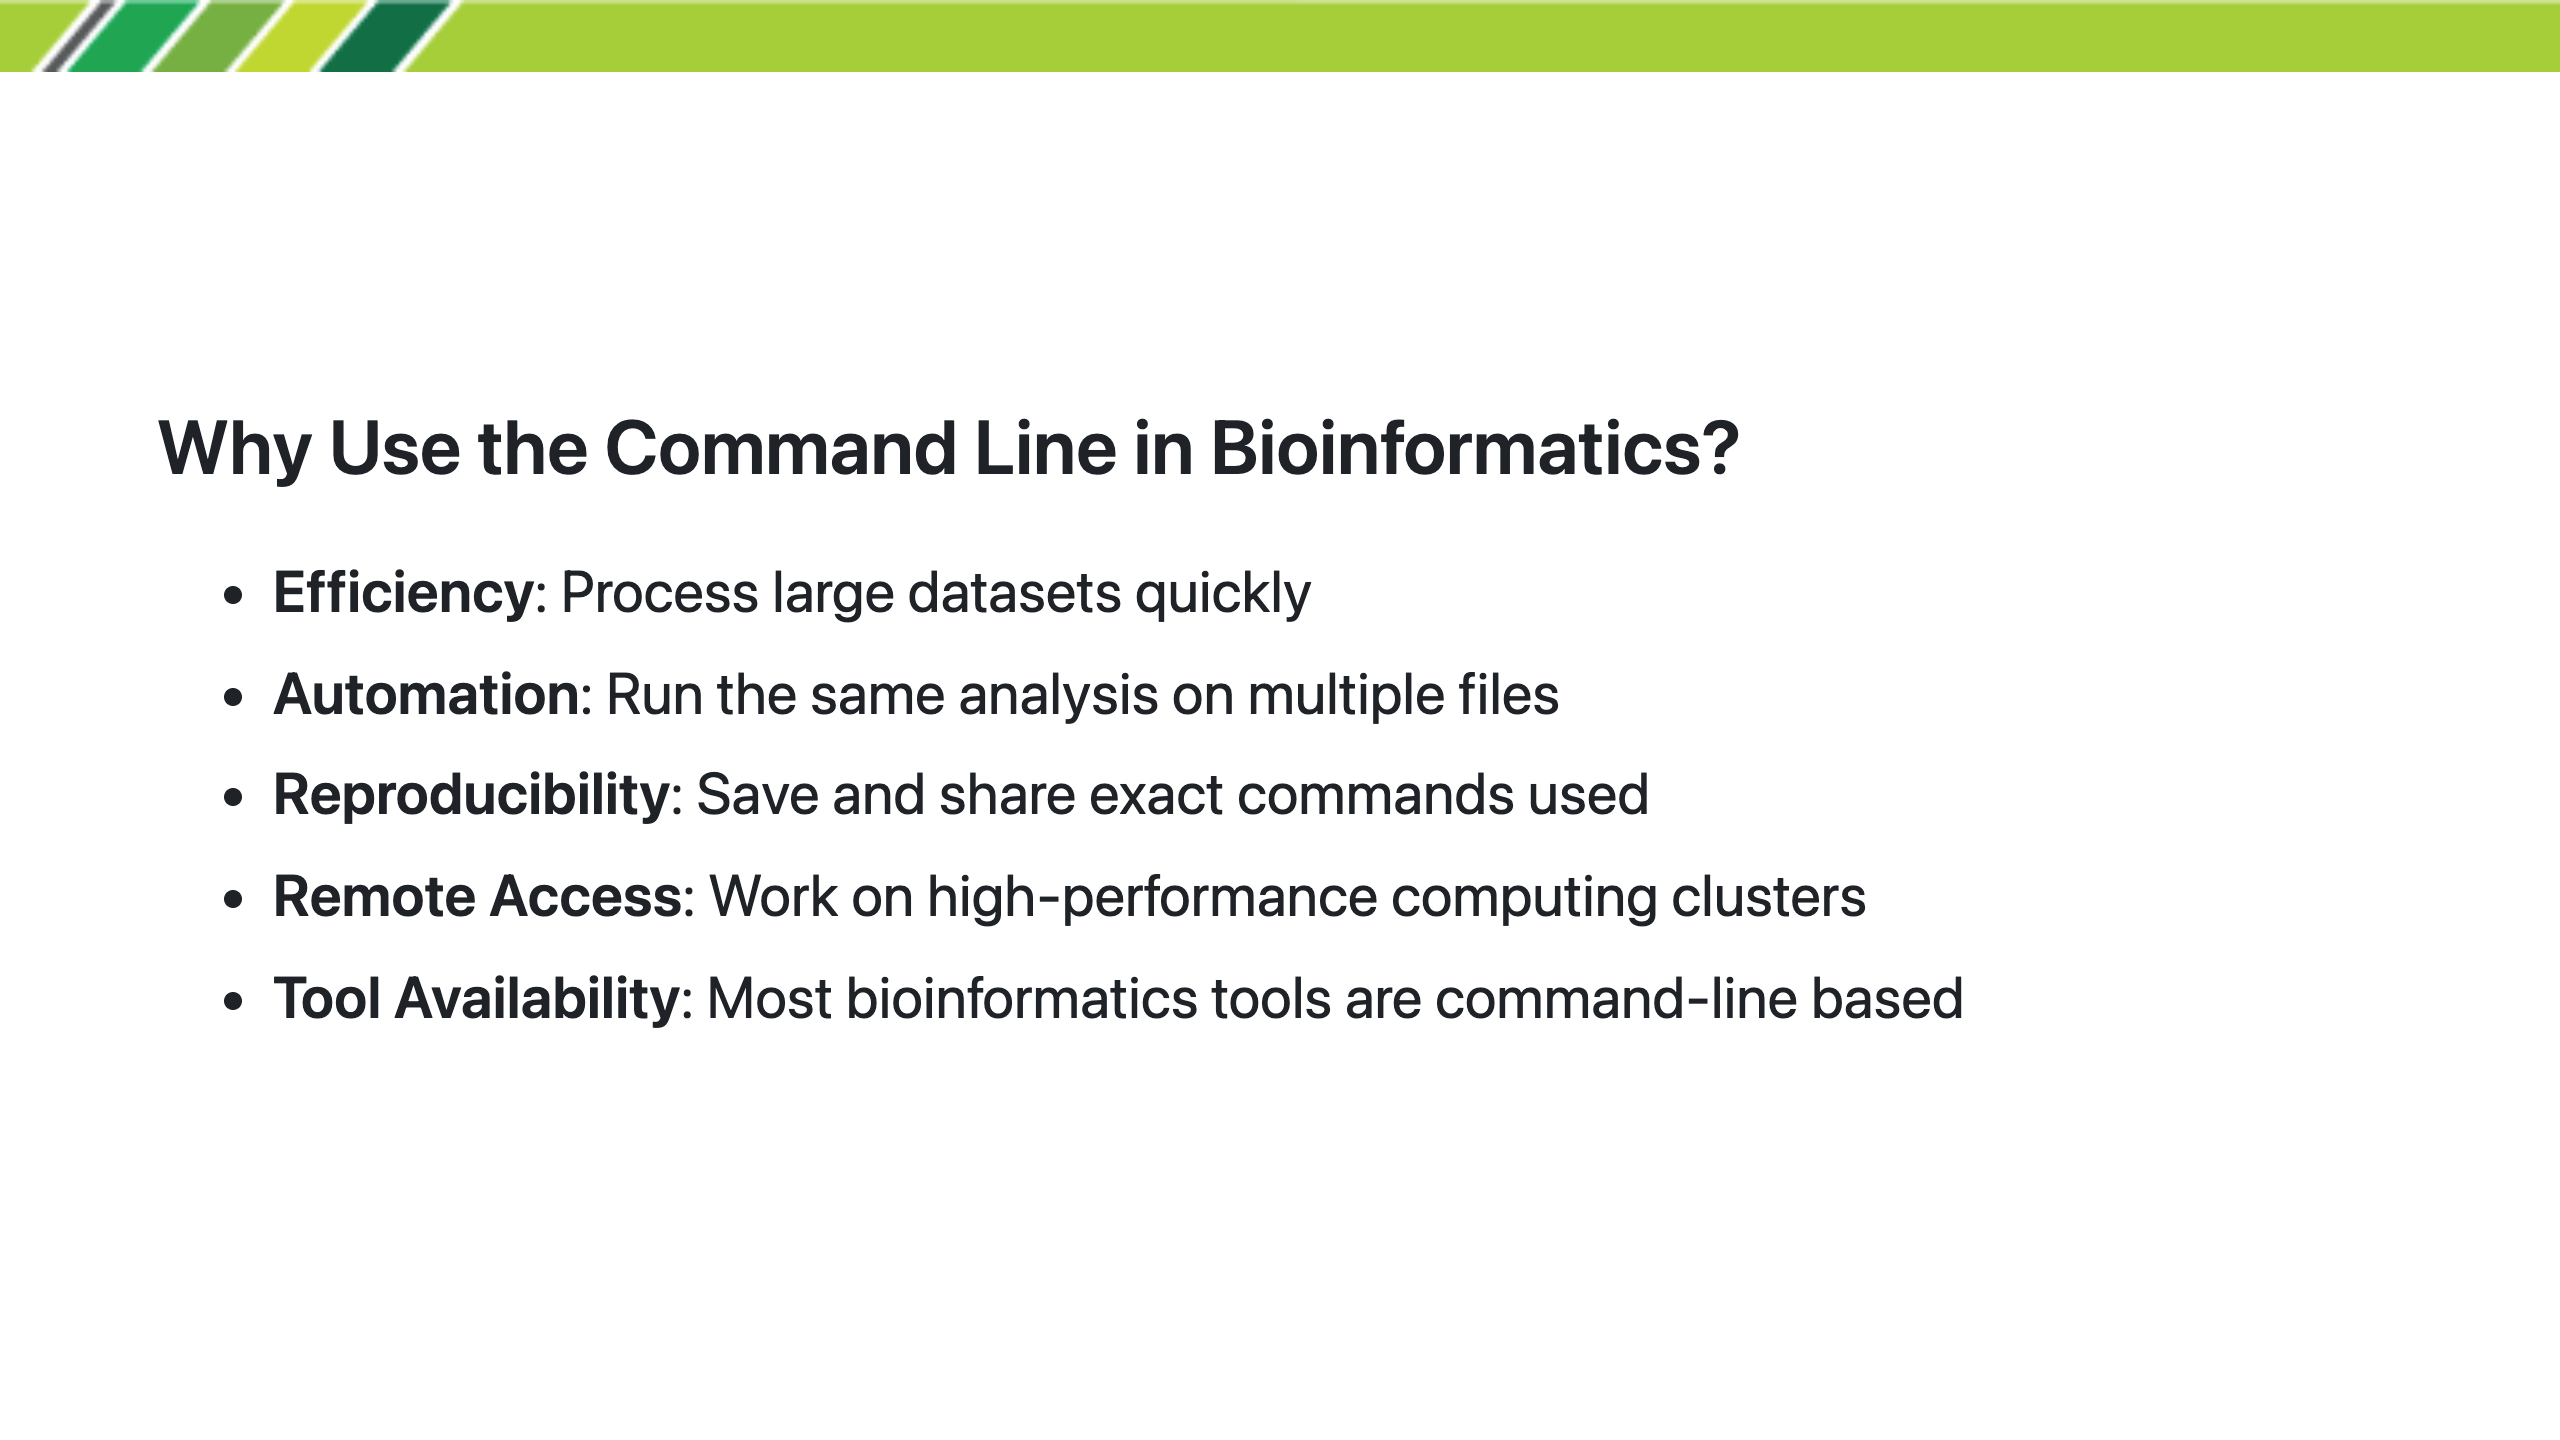 Why Use the Command Line in Bioinformatics?
• Efficiency: Process large datasets quickly
• Automation: Run the same analysis on multiple files
• Reproducibility: Save and share exact commands used
• Remote Access: Work on high-performance computing clusters
• Tool Availability: Most bioinformatics tools are command-line based